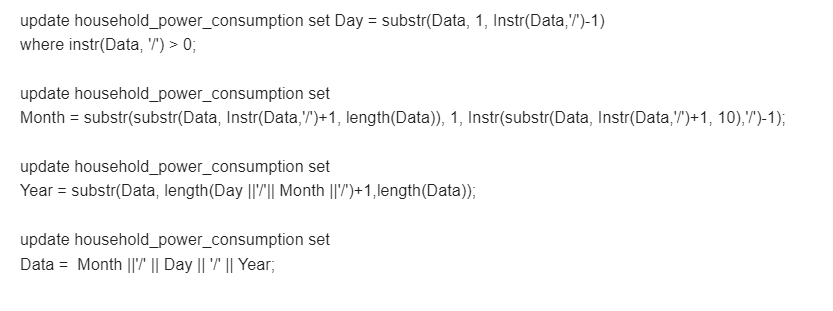 update household_power_consumption set Day = substr(Data, 1, Instr(Data,'/')-1)
where instr(Data, '/') > 0;
update household_power_consumption set
Month = substr(substr(Data, Instr(Data,'/')+1, length(Data)), 1, Instr(substr(Data, Instr(Data,'/')+1, 10),'/')-1);
update household_power_consumption set
Year = substr(Data, length(Day ||'/'|| Month ||'/')+1,length(Data));
update household_power_consumption set
Data =  Month ||'/' || Day || '/' || Year;